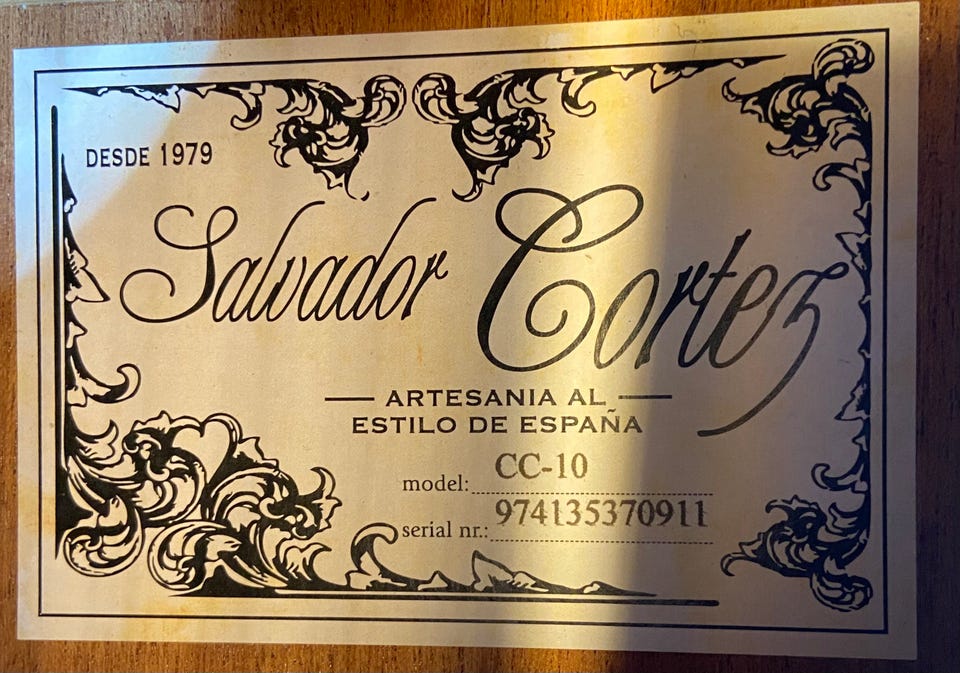 DESDE 1979
Salvador Cortez
ARTESANIA AL
ESTILO DE ESPAÑA
model: CC-10
serial nr.: 974135370911